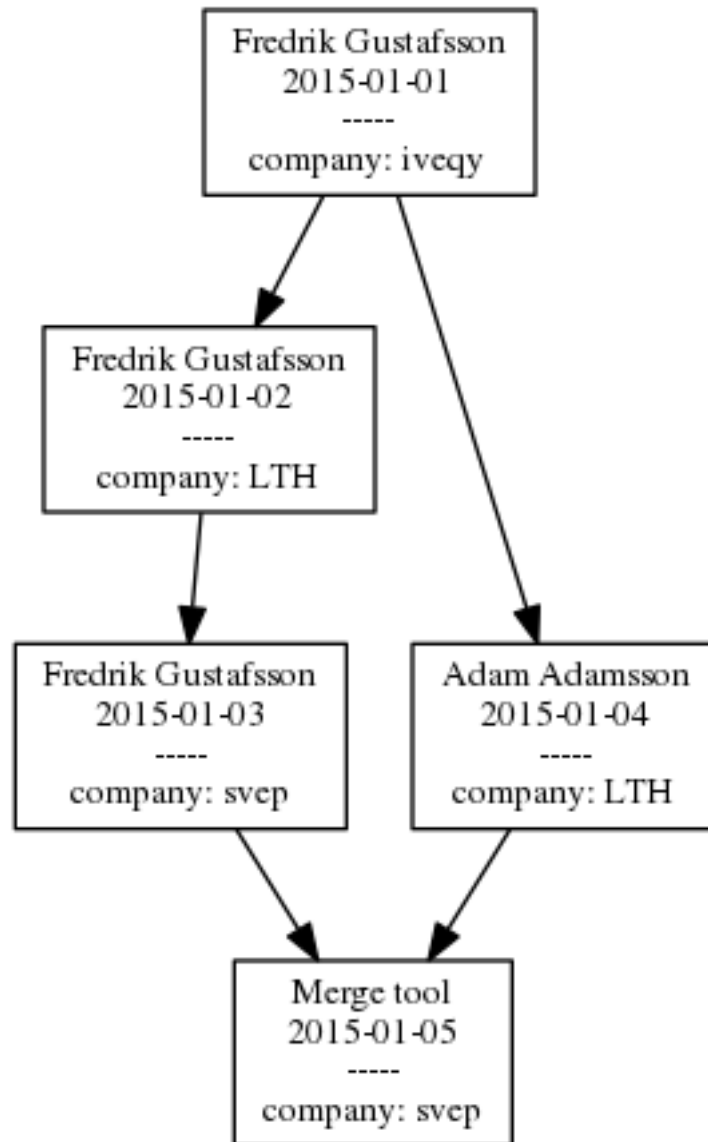 Fredrik Gustafsson
2015-01-01
-----
company: iveqy
Fredrik Gustafsson
2015-01-02
-----
company: LTH
Fredrik Gustafsson
2015-01-03
-----
company: svep
Adam Adamsson
2015-01-04
-----
company: LTH
Merge tool
2015-01-05
-----
company: svep